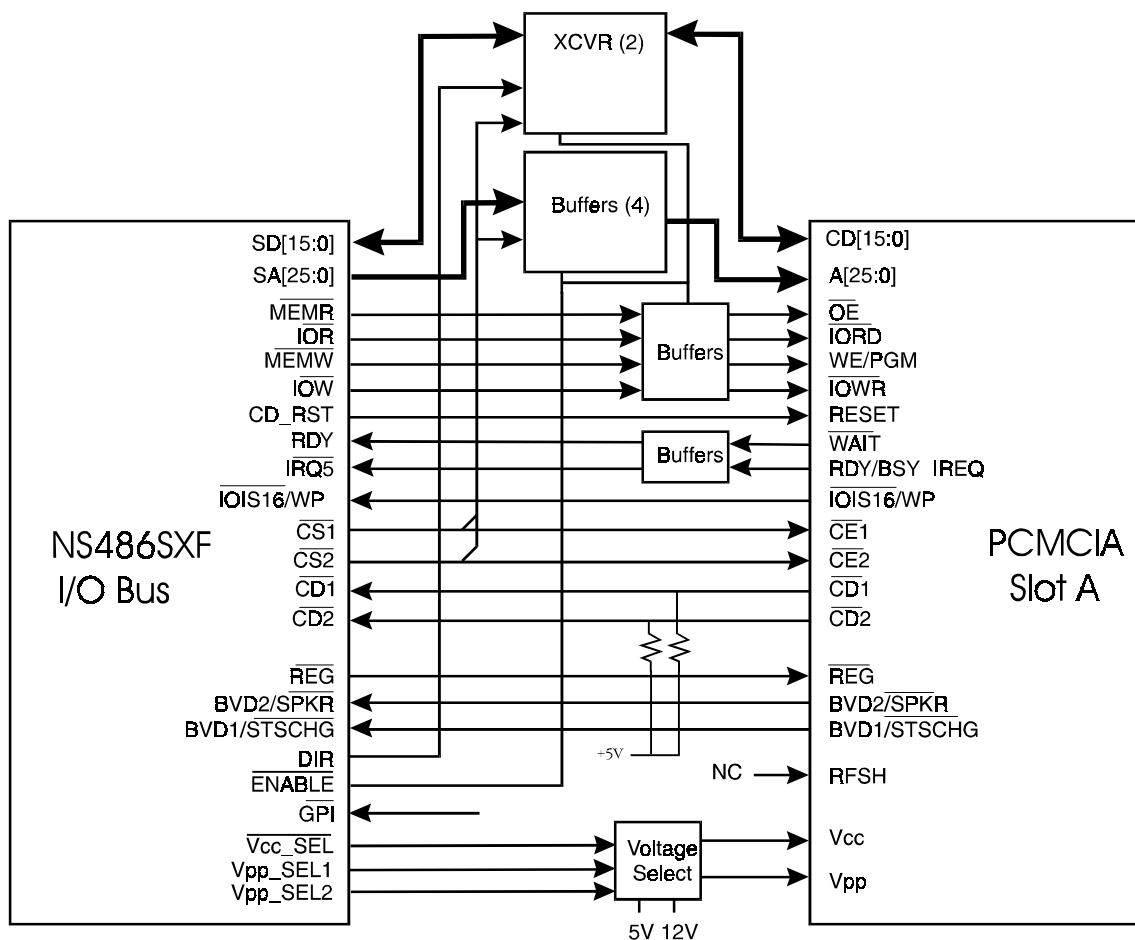 XCVR (2)
Buffers (4)
SD[15:0]
SA[25:0]
MEMR
IOR
MEMW
IOW
CD_RST
RDY
IRQ5
IOIS16/WP
CS1
CS2
CD1
CD2
REG
BVD2/SPKR
BVD1/STSCHG
DIR
ENABLE
GPI
Vcc_SEL
Vpp_SEL1
Vpp_SEL2
NS486SXF
I/O Bus
Buffers
Buffers
+5V
NC
Voltage
Select
5V 12V
CD[15:0]
A[25:0]
OE
IORD
WE/PGM
IOWR
RESET
WAIT
RDY/BSY IREQ
IOIS16/WP
CE1
CE2
CD1
CD2
REG
BVD2/SPKR
BVD1/STSCHG
RFSH
Vcc
Vpp
PCMCIA
Slot A